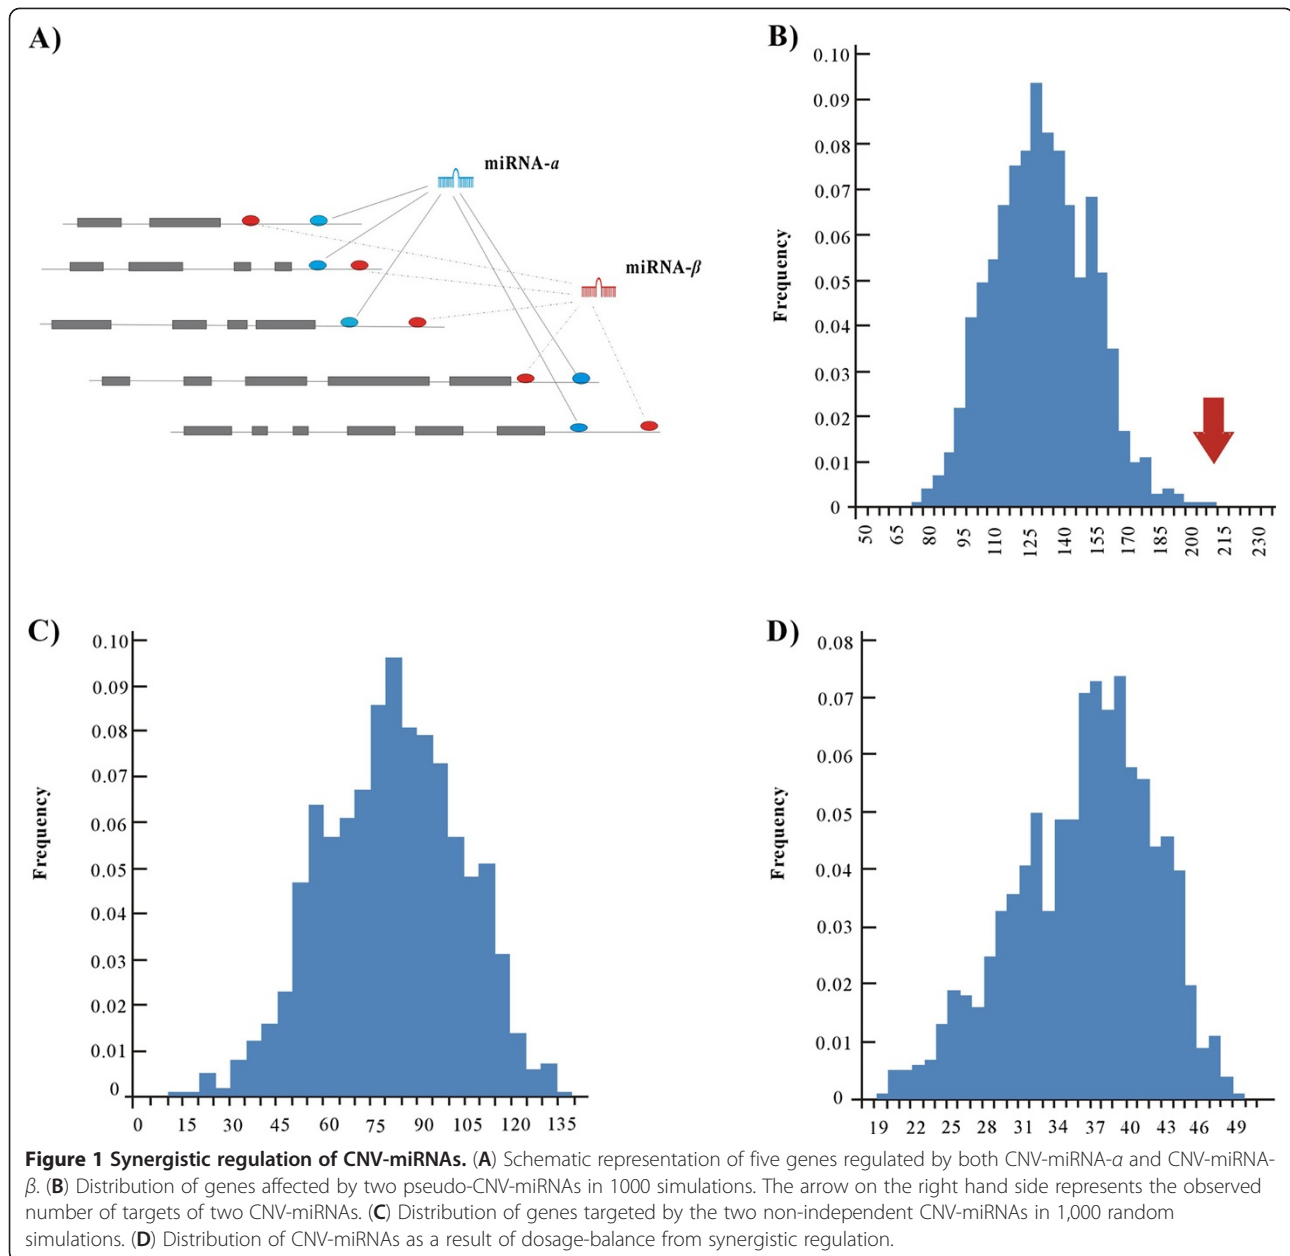 A)
miRNA-α
miRNA-β
B)
Frequency
0.10
0.09
0.08
0.07
0.06
0.05
0.04
0.03
0.02
0.01
0
50 65 80 95 110 125 140 155 170 185 200 215 230
C)
Frequency
0.10
0.09
0.08
0.07
0.06
0.05
0.04
0.03
0.02
0.01
0
0 15 30 45 60 75 90 105 120 135
D)
Frequency
0.08
0.07
0.06
0.05
0.04
0.03
0.02
0.01
0
19 22 25 28 31 34 37 40 43 46 49
Figure 1 Synergistic regulation of CNV-miRNAs. (A) Schematic representation of five genes regulated by both CNV-miRNA-α and CNV-miRNA-
β. (B) Distribution of genes affected by two pseudo-CNV-miRNAs in 1000 simulations. The arrow on the right hand side represents the observed
number of targets of two CNV-miRNAs. (C) Distribution of genes targeted by the two non-independent CNV-miRNAs in 1,000 random
simulations. (D) Distribution of CNV-miRNAs as a result of dosage-balance from synergistic regulation.